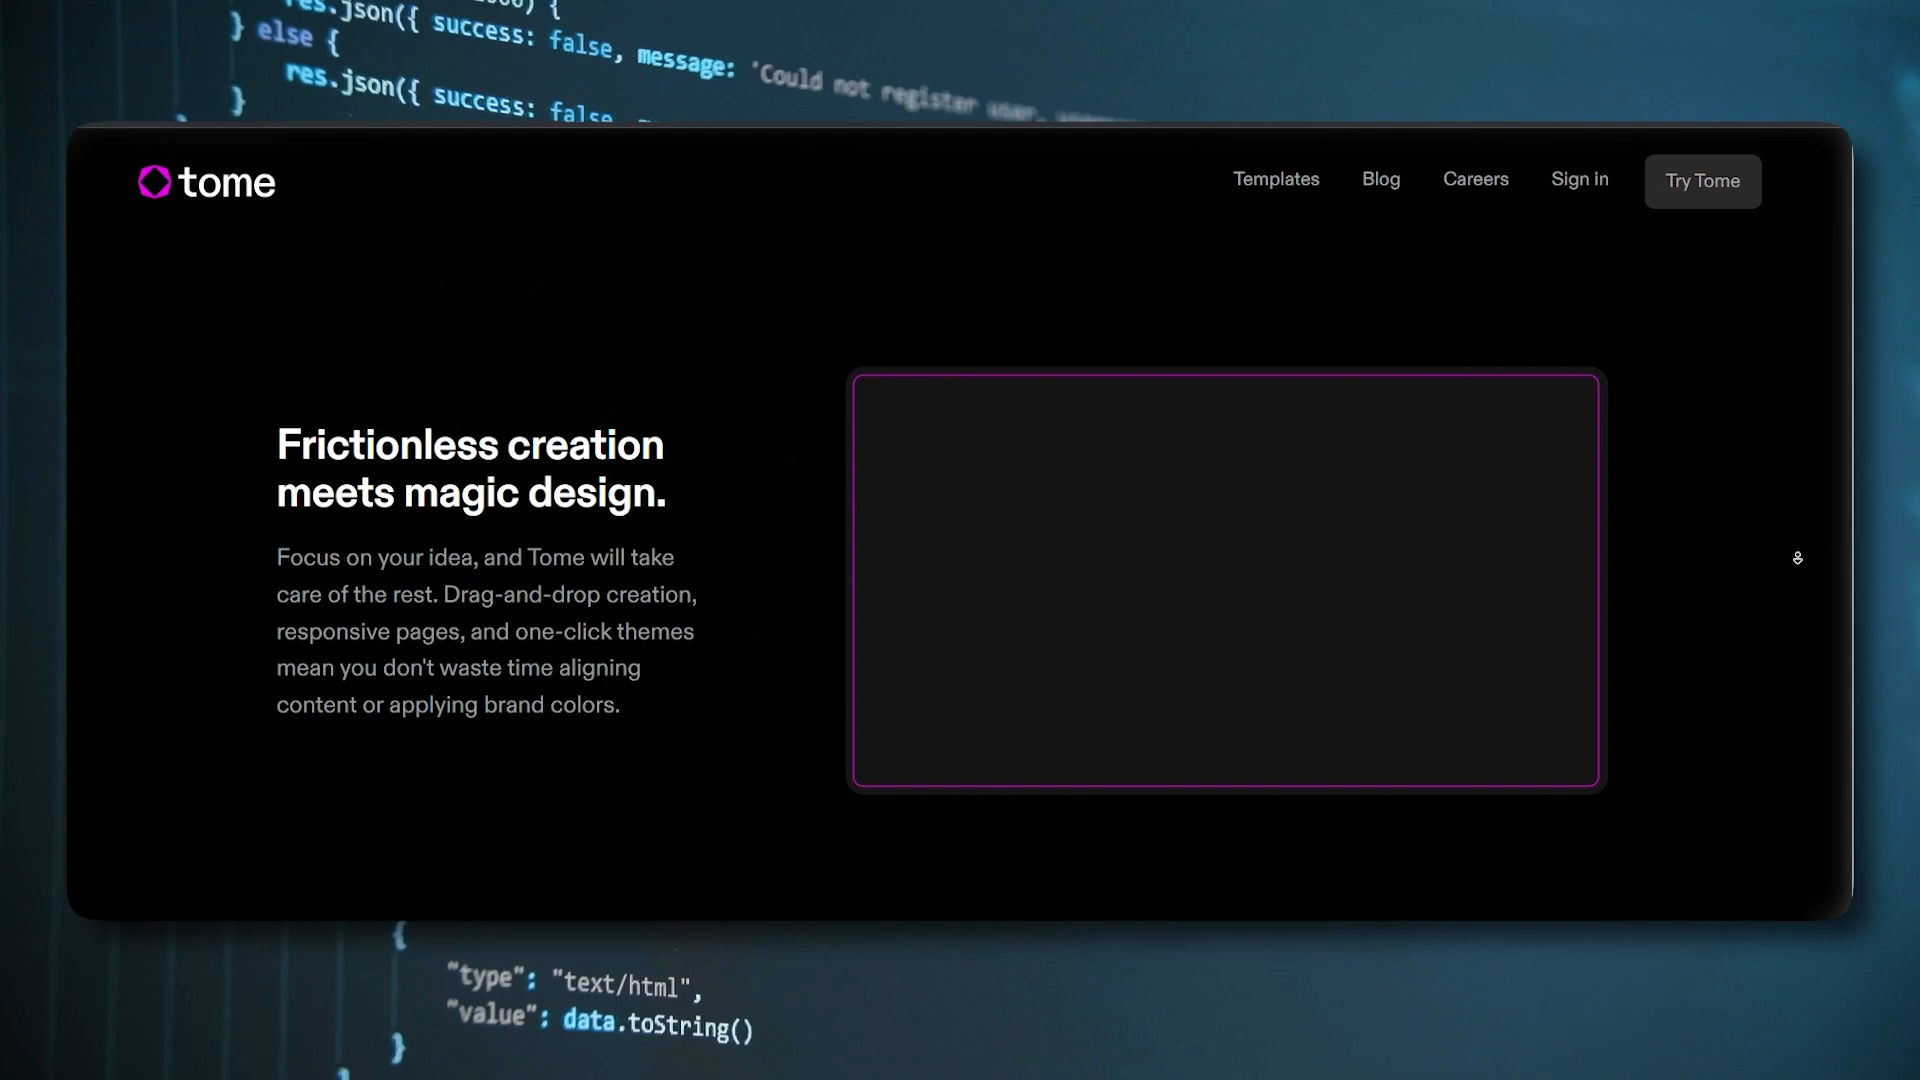 res.json({ success: false, message: 'Could not register
} else {
res.json({ success: false,
}
tome
Templates
Blog
Careers
Sign in
Try Tome
Frictionless creation
meets magic design.
Focus on your idea, and Tome will take
care of the rest. Drag-and-drop creation,
responsive pages, and one-click themes
mean you don't waste time aligning
content or applying brand colors.
{
"type": "text/html",
"value": data.toString()
}